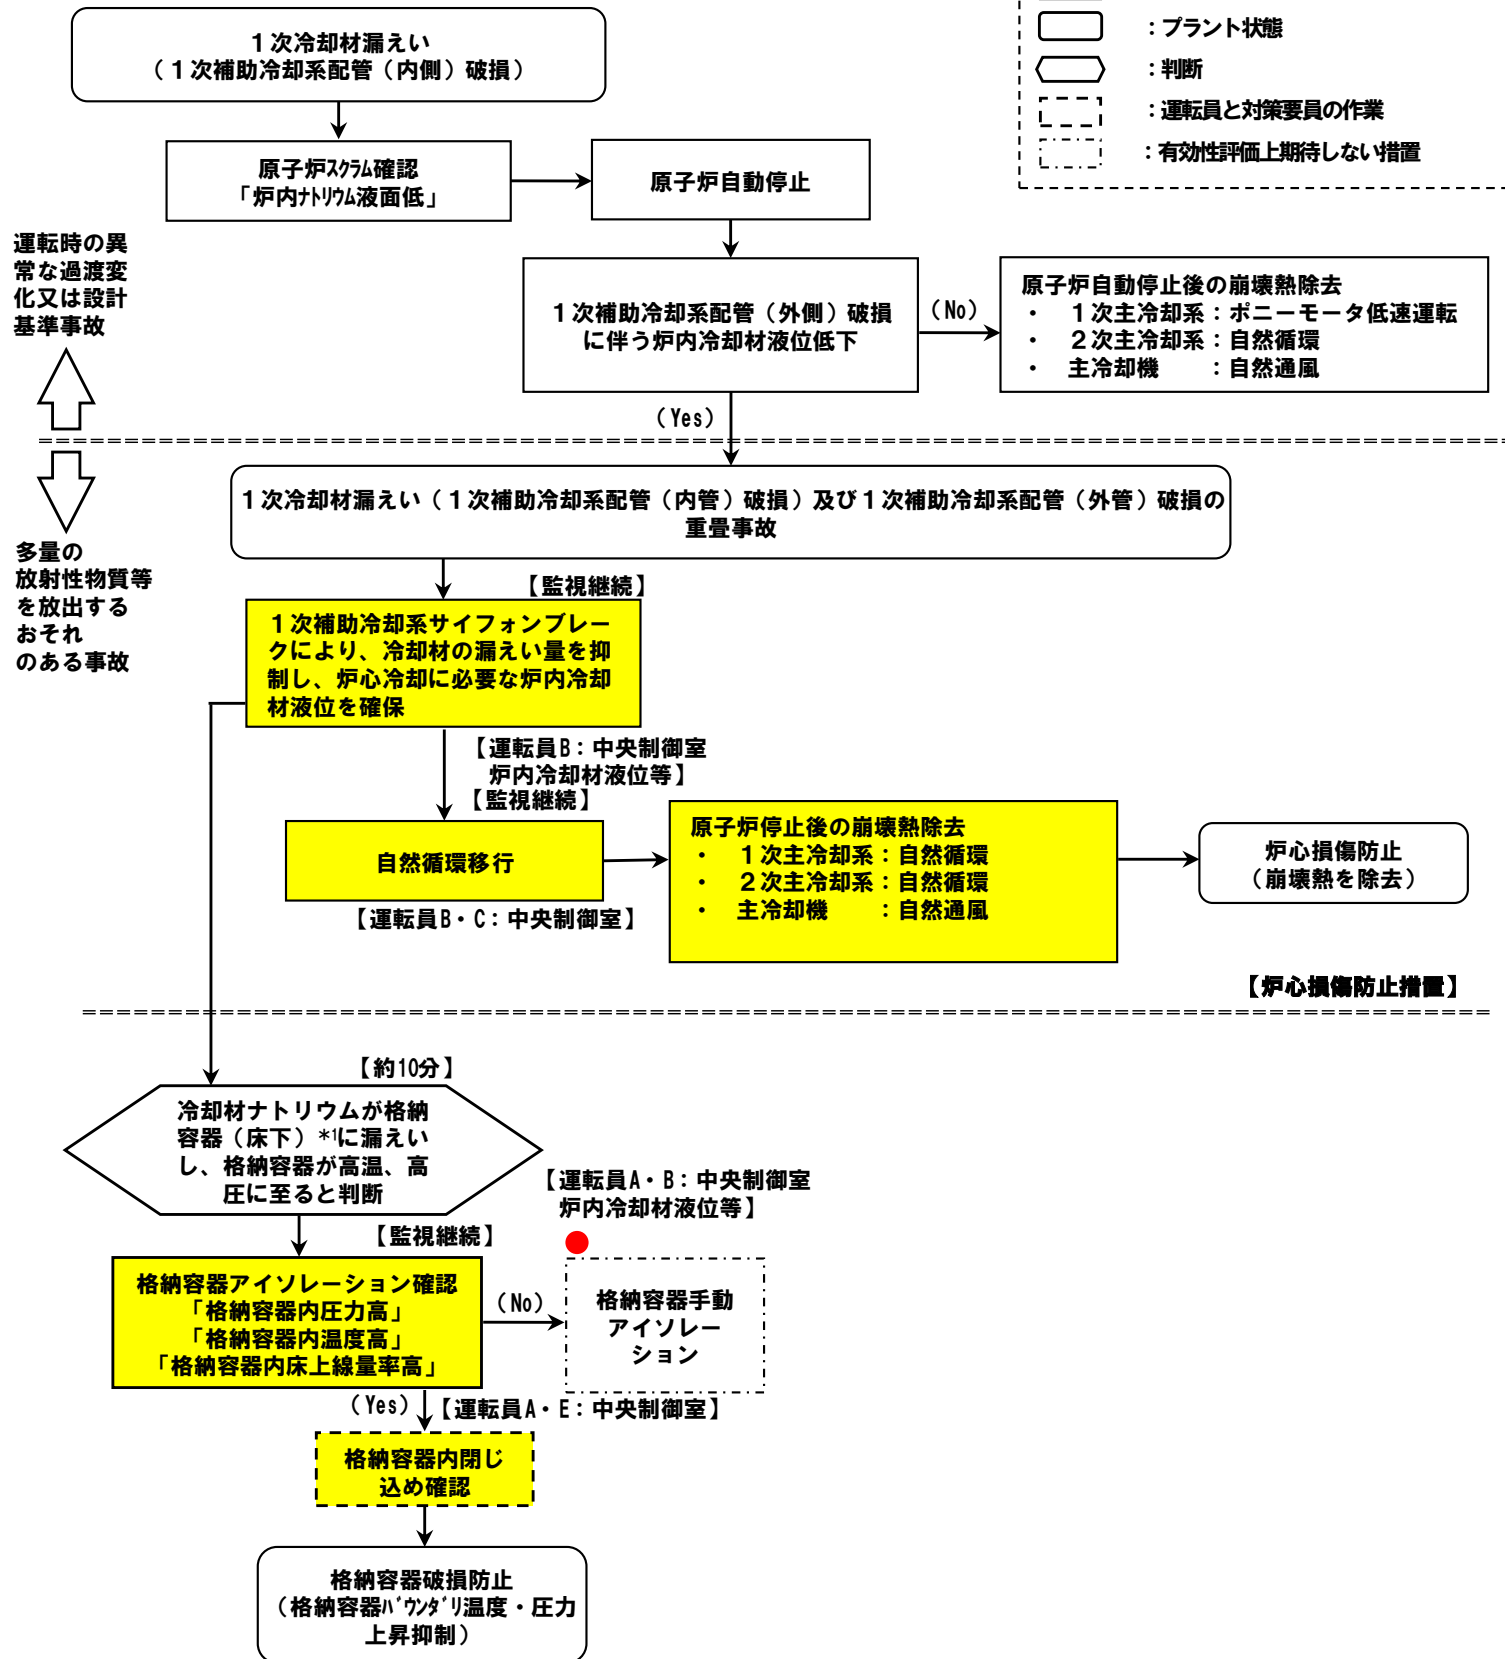 ：プラント状態
：判断
：運転員と対策要員の作業
：有効性評価上期待しない措置
１次冷却材漏えい
（１次補助冷却系配管（内側）破損）
原子炉ｽｸﾗﾑ確認
「炉内ﾅﾄﾘｳﾑ液面低」
原子炉自動停止
運転時の異
常な過渡変
化又は設計
基準事故
１次補助冷却系配管（外側）破損
に伴う炉内冷却材液位低下
（No）
原子炉自動停止後の崩壊熱除去
・　１次主冷却系：ポニーモータ低速運転
・　２次主冷却系：自然循環
・　主冷却機　　：自然通風
（Yes）
多量の
放射性物質等
を放出する
おそれ
のある事故
１次冷却材漏えい（１次補助冷却系配管（内管）破損）及び１次補助冷却系配管（外管）破損の
重畳事故
【監視継続】
１次補助冷却系サイフォンブレー
クにより、冷却材の漏えい量を抑
制し、炉心冷却に必要な炉内冷却
材液位を確保
【運転員B：中央制御室
炉内冷却材液位等】
【監視継続】
自然循環移行
【運転員B・C：中央制御室】
原子炉停止後の崩壊熱除去
・　１次主冷却系：自然循環
・　２次主冷却系：自然循環
・　主冷却機　　：自然通風
炉心損傷防止
（崩壊熱を除去）
【炉心損傷防止措置】
【約10分】
冷却材ナトリウムが格納
容器（床下）*1に漏えい
し、格納容器が高温、高
圧に至ると判断
【運転員A・B：中央制御室
炉内冷却材液位等】
【監視継続】
格納容器アイソレーション確認
「格納容器内圧力高」
「格納容器内温度高」
「格納容器内床上線量率高」
（No）
格納容器手動
アイソレー
ション
（Yes）
【運転員A・E：中央制御室】
格納容器内閉じ
込め確認
格納容器破損防止
（格納容器ﾊﾞｳﾝﾀﾞﾘ温度・圧力
上昇抑制）